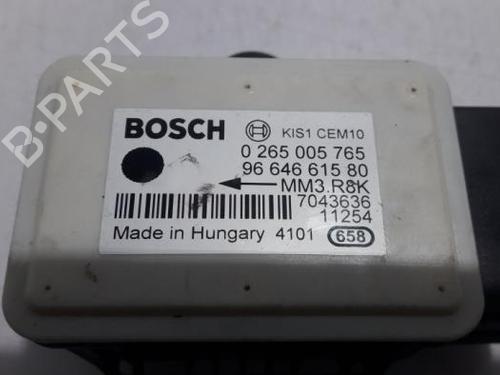 BOSCH KIS1 CEM10
0 265 005 765
96 646 615 80
MM3.R8K
7043636
11254
Made in Hungary 4101 658
B-PARTS